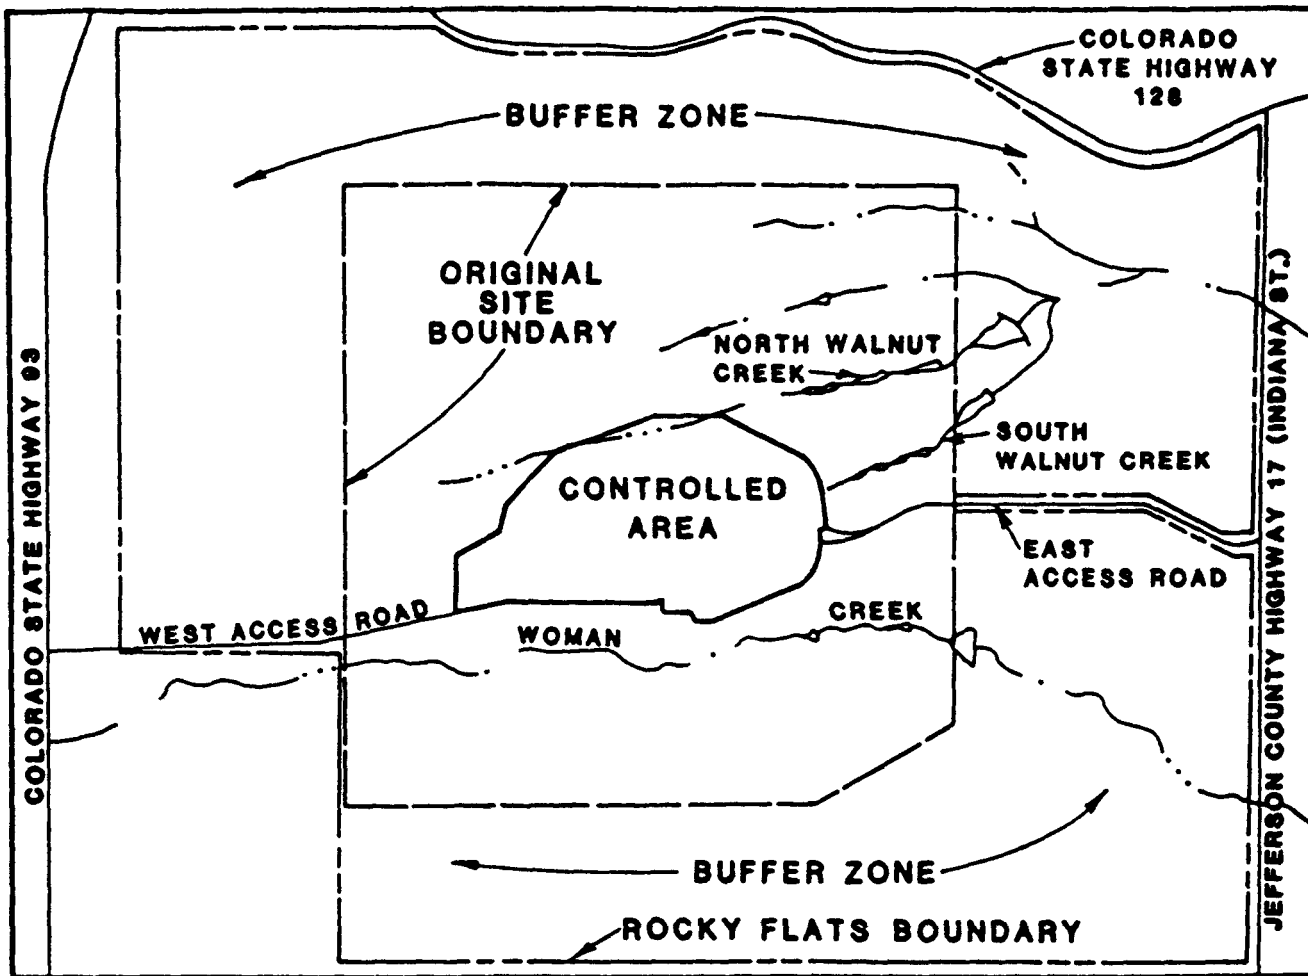 COLORADO
STATE HIGHWAY
128
BUFFER ZONE
ORIGINAL
SITE
BOUNDARY
NORTH WALNUT
CREEK
SOUTH
WALNUT CREEK
CONTROLLED
AREA
EAST
ACCESS ROAD
WEST ACCESS ROAD
WOMAN
CREEK
BUFFER ZONE
ROCKY FLATS BOUNDARY
COLORADO STATE HIGHWAY 93
JEFFERSON COUNTY HIGHWAY 17 (INDIANA ST.)